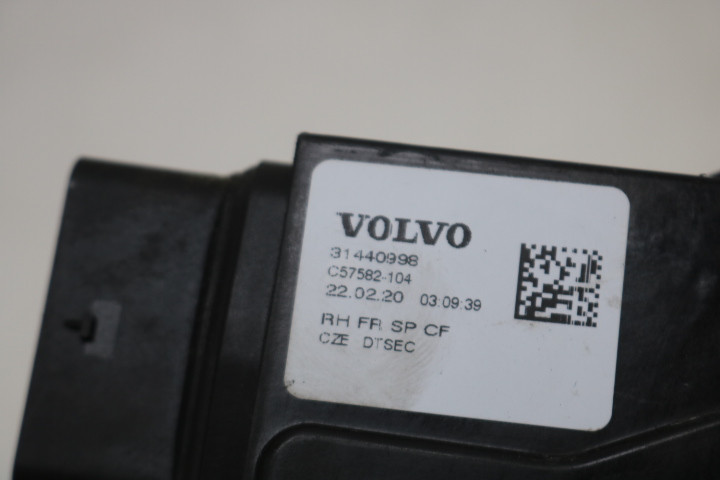 VOLVO
31440998
C57582-104
22.02.20 03:09:39
RH FR SP CF
CZE DTSEC